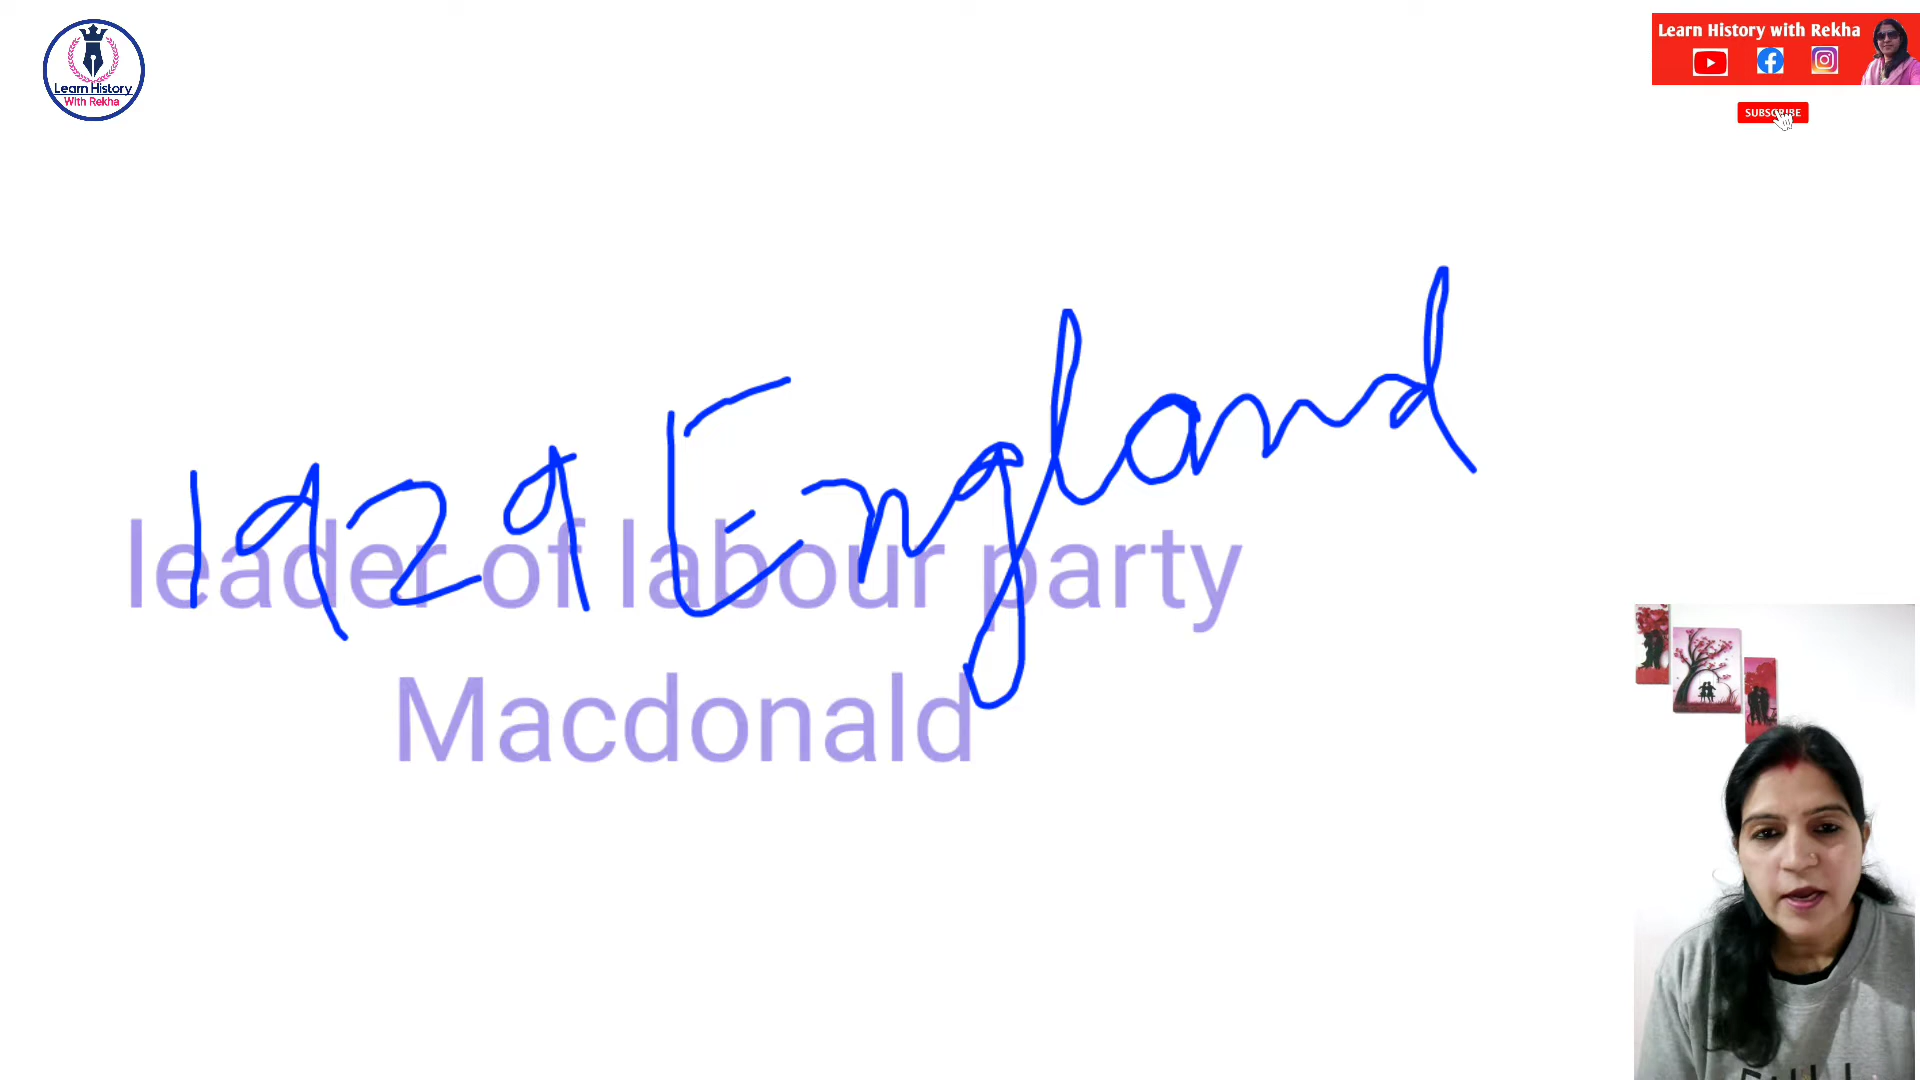 Learn History
With Rekha
Learn History with Rekha
SUBSCRIBE
1929 England
leader of labour party
Macdonald